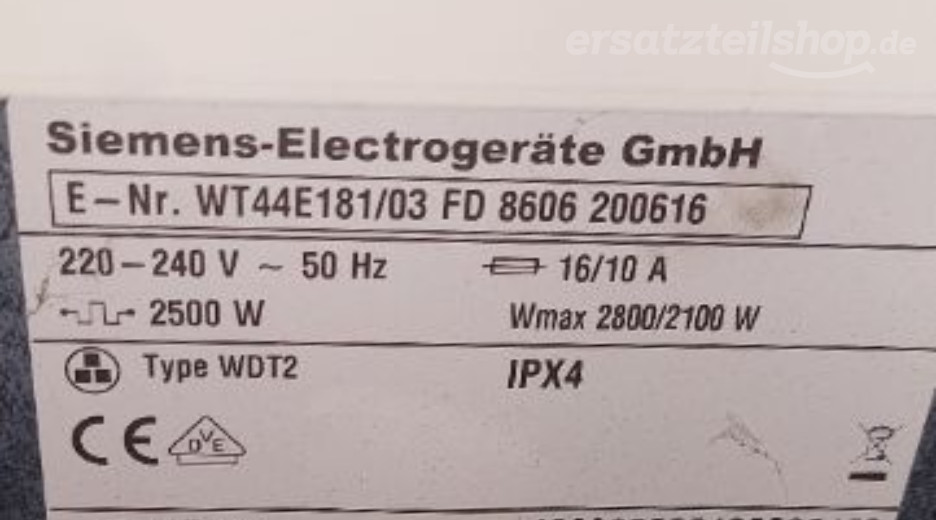 ersatzteilshop.de
Siemens-Electrogeräte GmbH
E-Nr. WT44E181/03 FD 8606 200616
220-240 V ~ 50 Hz 16/10 A
2500 W Wmax 2800/2100 W
Type WDT2 IPX4
CE DVE